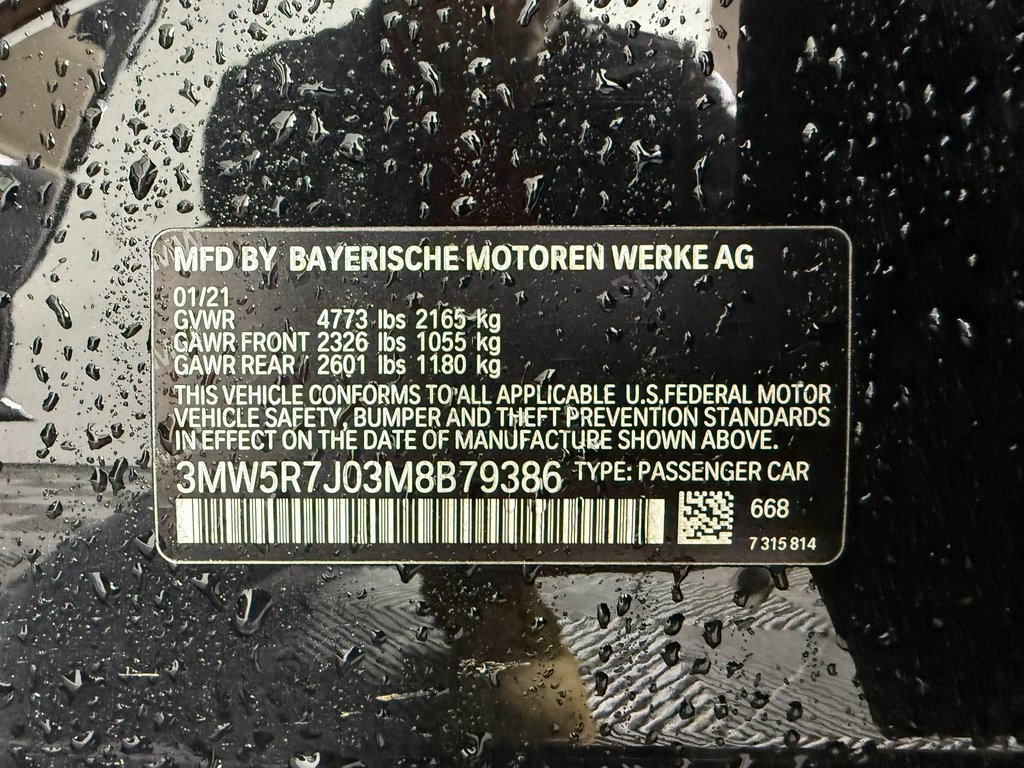 MFD BY BAYERISCHE MOTOREN WERKE AG
01/21
GVWR 4773 lbs 2165 kg
GAWR FRONT 2326 lbs 1055 kg
GAWR REAR 2601 lbs 1180 kg
THIS VEHICLE CONFORMS TO ALL APPLICABLE U.S.FEDERAL MOTOR
VEHICLE SAFETY, BUMPER AND THEFT PREVENTION STANDARDS
IN EFFECT ON THE DATE OF MANUFACTURE SHOWN ABOVE.
3MW5R7J03M8B79386 TYPE: PASSENGER CAR
668
7 315 814